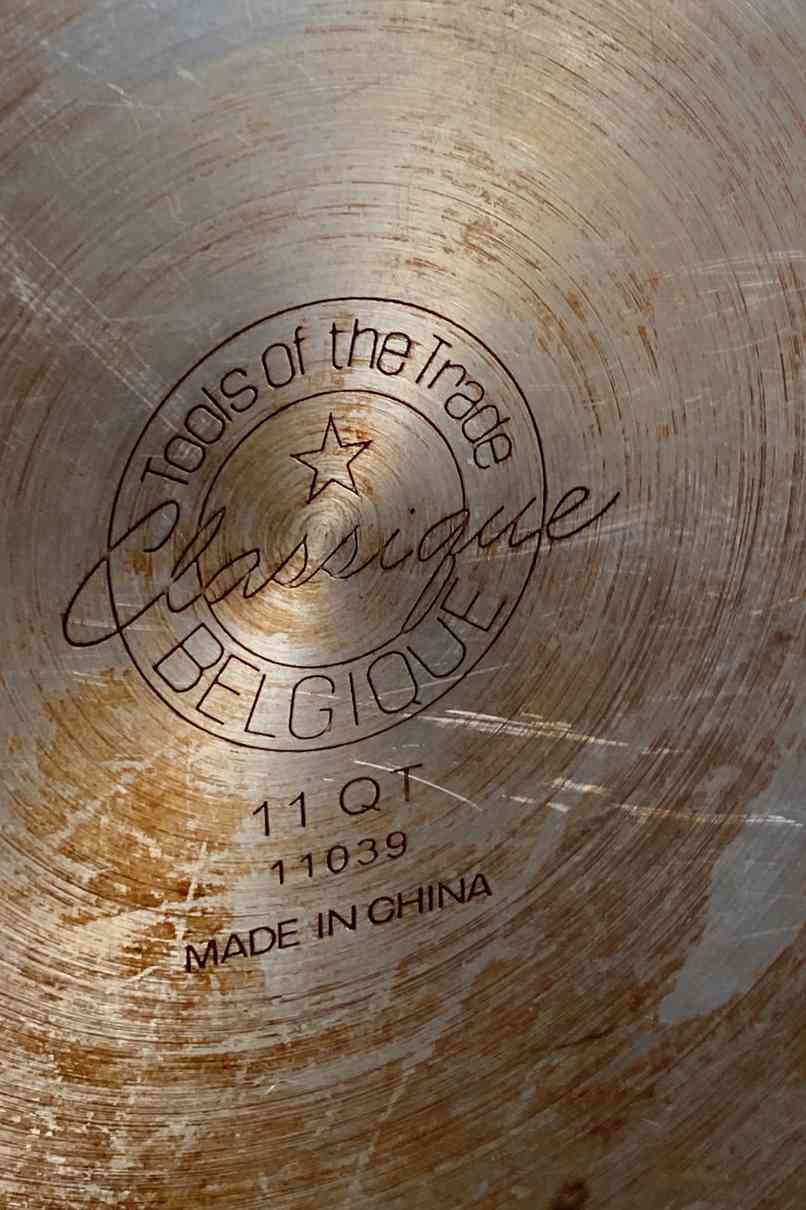 Tools of the Trade
Classique
BELGIQUE
11 QT
11039
MADE IN CHINA